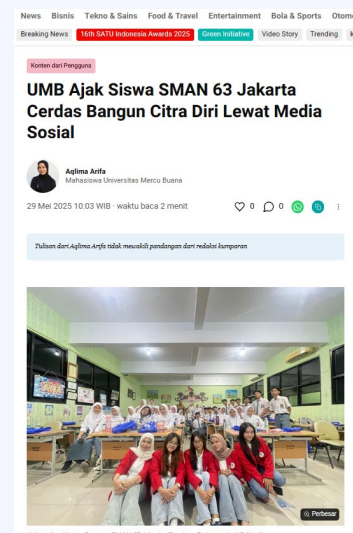 News Bisnis Tekno & Sains Food & Travel Entertainment Bola & Sports Otom
Breaking News 16th SATU Indonesia Awards 2025 Green Initiative Video Story Trending
Konten dari Pengguna
UMB Ajak Siswa SMAN 63 Jakarta
Cerdas Bangun Citra Diri Lewat Media
Sosial
Aqlima Arifa
Mahasiswa Universitas Mercu Buana
29 Mei 2025 10:03 WIB · waktu baca 2 menit
0 0
Tulisan dari Aqlima Arifa tidak mewakili pandangan dari redaksi kumparan
Perbesar